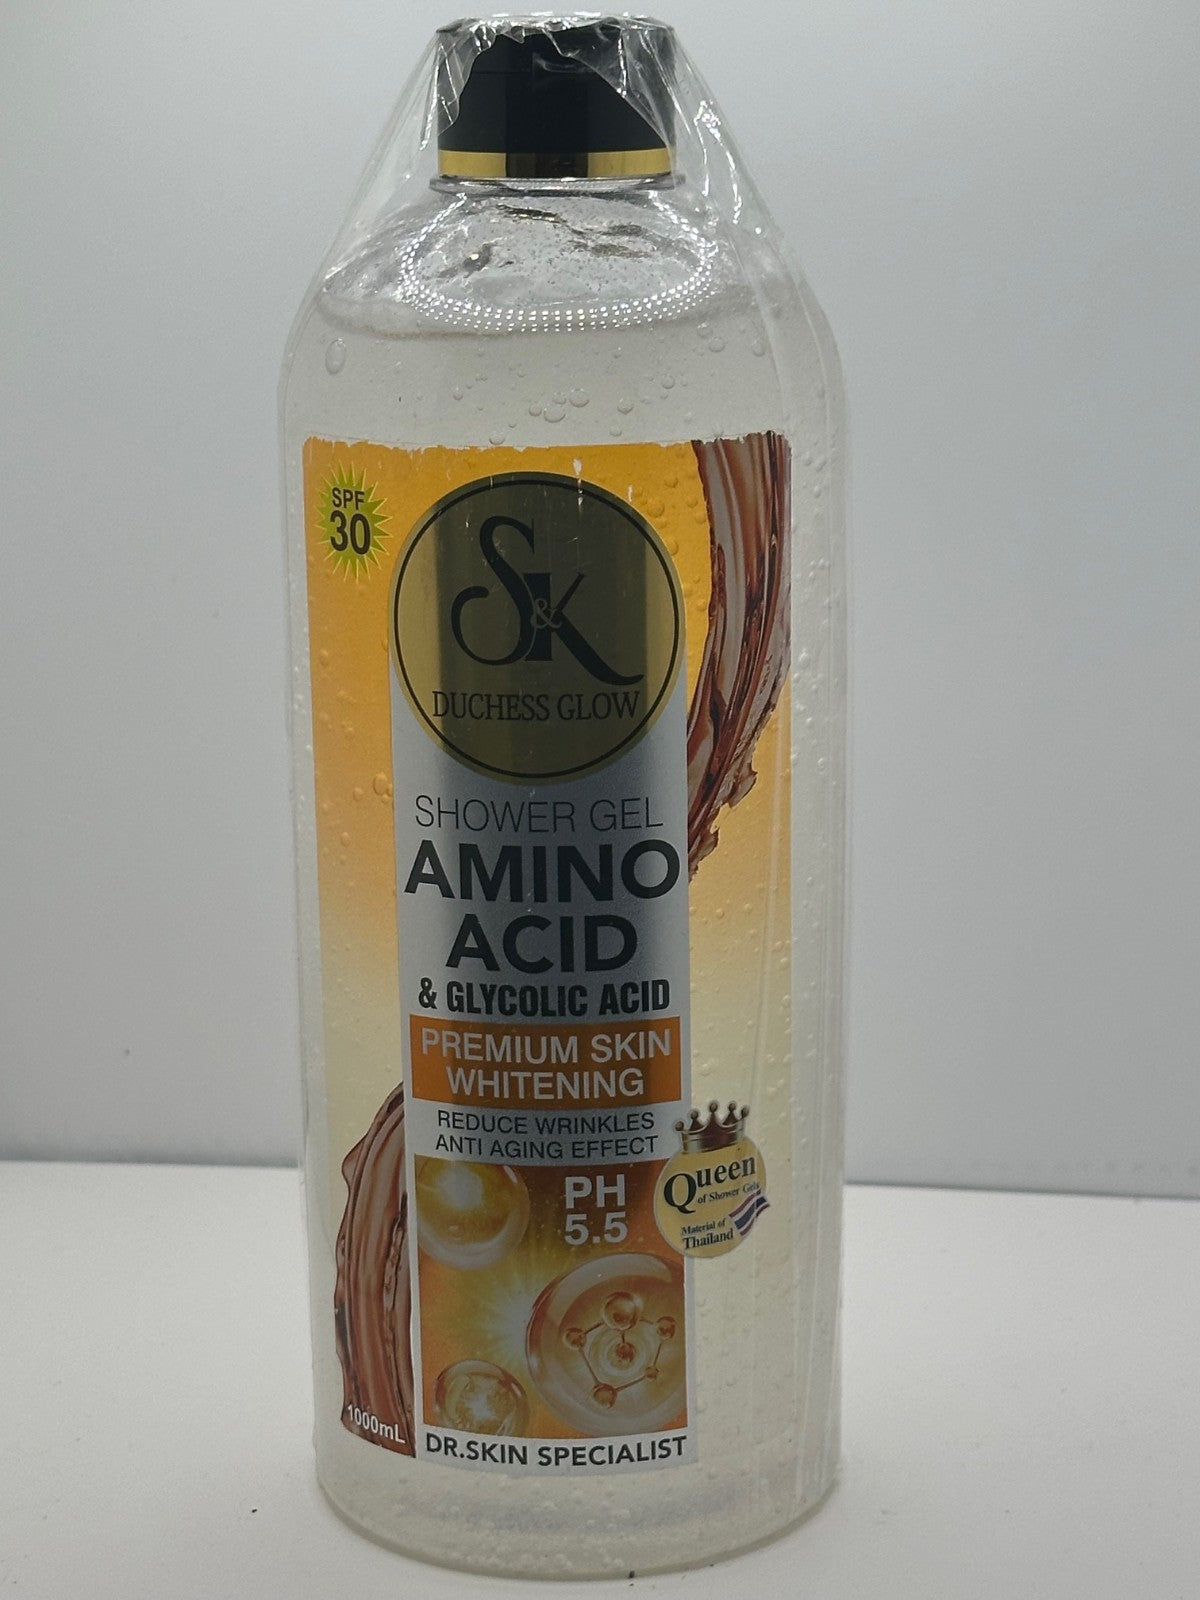 SPF
30
S&K
DUCHESS GLOW
SHOWER GEL
AMINO
ACID
& GLYCOLIC ACID
PREMIUM SKIN
WHITENING
REDUCE WRINKLES
ANTI AGING EFFECT
PH
5.5
Queen
of Shower Gels
Material of
Thailand
1000mL
DR.SKIN SPECIALIST